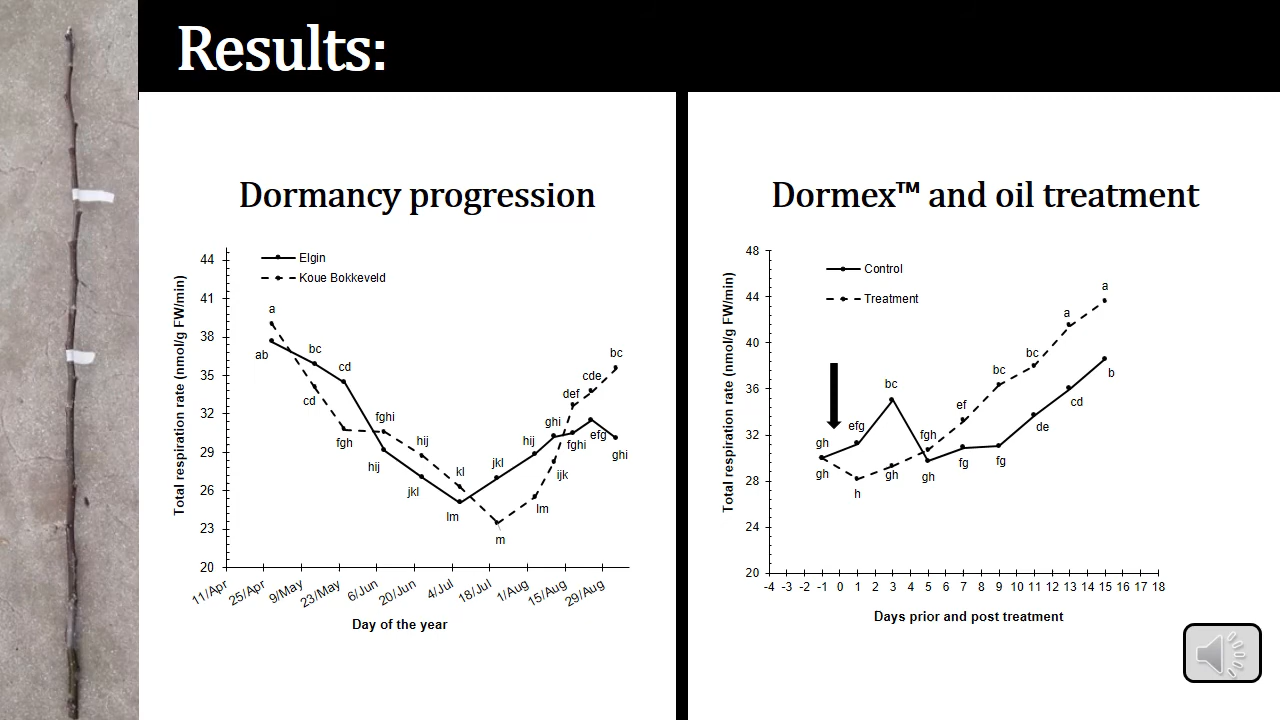 Results:
Dormancy progression
Elgin
Koue Bokkeveld
Total respiration rate (nmol/g FW/min)
44
41
38
35
32
29
26
23
20
a
ab
bc
cd
cd
fgh
fghi
hij
hij
jkl
kl
lm
jkl
m
hij
lm
ghi
ijk
def
fghi
cde
efg
bc
ghi
11/Apr 25/Apr 9/May 23/May 6/Jun 20/Jun 4/Jul 18/Jul 1/Aug 15/Aug 29/Aug
Day of the year
Dormex™ and oil treatment
Control
Treatment
Total respiration rate (nmol/g FW/min)
48
44
40
36
32
28
24
20
gh
gh
efg
h
bc
gh
fgh
gh
ef
fg
bc
fg
bc
de
a
cd
a
b
-4 -3 -2 -1 0 1 2 3 4 5 6 7 8 9 10 11 12 13 14 15 16 17 18
Days prior and post treatment